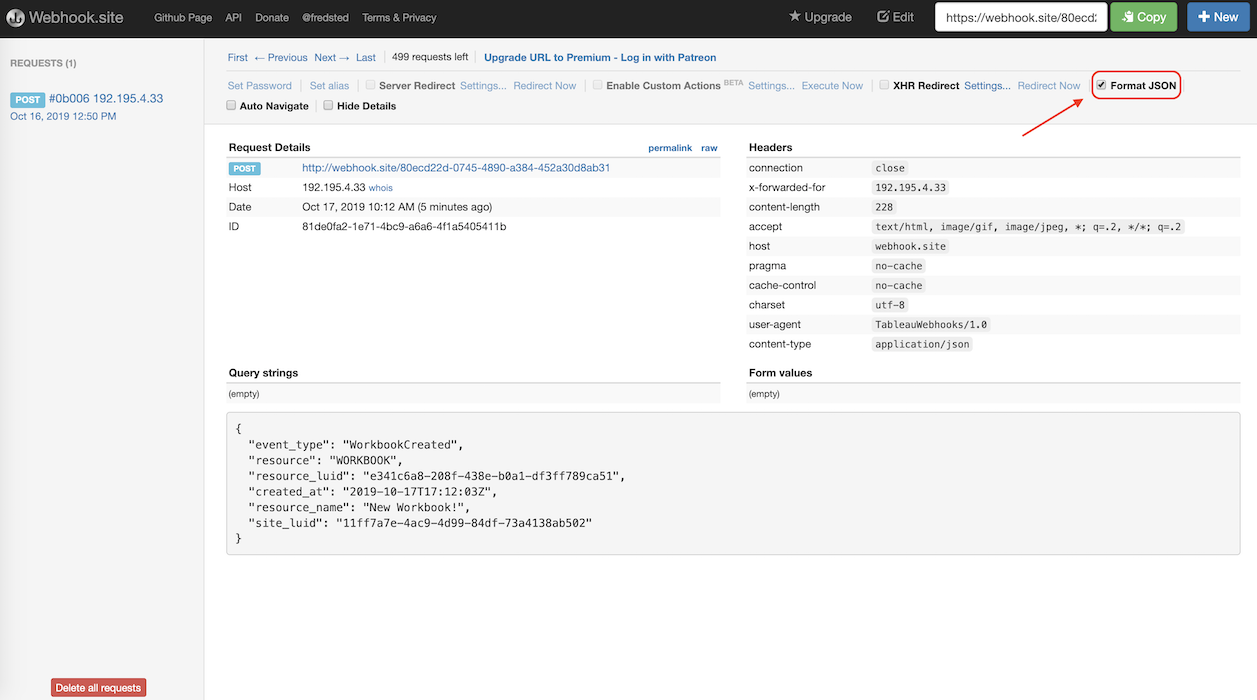 Webhook.site Github Page API Donate @fredsted Terms & Privacy Upgrade Edit https://webhook.site/80ecd2 Copy New
REQUESTS (1)
POST #0b006 192.195.4.33
Oct 16, 2019 12:50 PM
Delete all requests
First ← Previous Next → Last 499 requests left Upgrade URL to Premium - Log in with Patreon
Set Password Set alias Server Redirect Settings... Redirect Now Enable Custom Actions BETA Settings... Execute Now XHR Redirect Settings... Redirect Now Format JSON
Auto Navigate Hide Details
Request Details permalink raw
POST http://webhook.site/80ecd22d-0745-4890-a384-452a30d8ab31
Host 192.195.4.33 whois
Date Oct 17, 2019 10:12 AM (5 minutes ago)
ID 81de0fa2-1e71-4bc9-a6a6-4f1a5405411b
Headers
connection close
x-forwarded-for 192.195.4.33
content-length 228
accept text/html, image/gif, image/jpeg, *; q=.2, */*; q=.2
host webhook.site
pragma no-cache
cache-control no-cache
charset utf-8
user-agent TableauWebhooks/1.0
content-type application/json
Query strings
(empty)
Form values
(empty)
{
"event_type": "WorkbookCreated",
"resource": "WORKBOOK",
"resource_luid": "e341c6a8-208f-438e-b0a1-df3ff789ca51",
"created_at": "2019-10-17T17:12:03Z",
"resource_name": "New Workbook!",
"site_luid": "11ff7a7e-4ac9-4d99-84df-73a4138ab502"
}